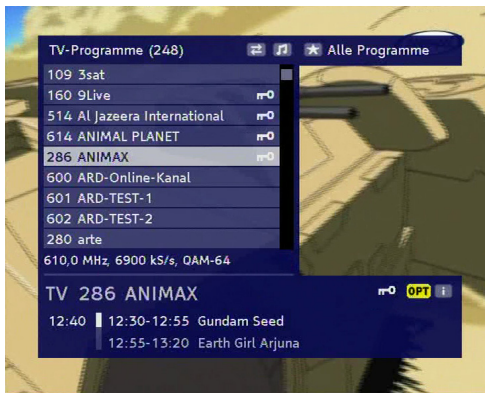 TV-Programme (248) Alle Programme
109 3sat
160 9Live
514 Al Jazeera International
614 ANIMAL PLANET
286 ANIMAX
600 ARD-Online-Kanal
601 ARD-TEST-1
602 ARD-TEST-2
280 arte
610,0 MHz, 6900 kS/s, QAM-64
TV 286 ANIMAX OPT i
12:40 12:30-12:55 Gundam Seed
12:55-13:20 Earth Girl Arjuna